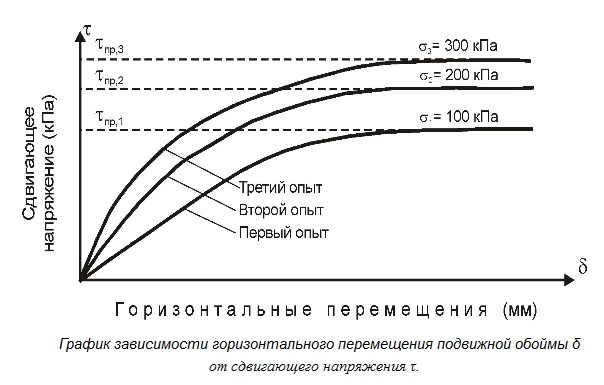 τ
τпр,3
σ₃= 300 кПа
τпр,2
σ₂= 200 кПа
τпр,1
σ₁= 100 кПа
Сдвигающее
напряжение (кПа)
Третий опыт
Второй опыт
Первый опыт
δ
Горизонтальные перемещения (мм)
График зависимости горизонтального перемещения подвижной обоймы δ
от сдвигающего напряжения τ.